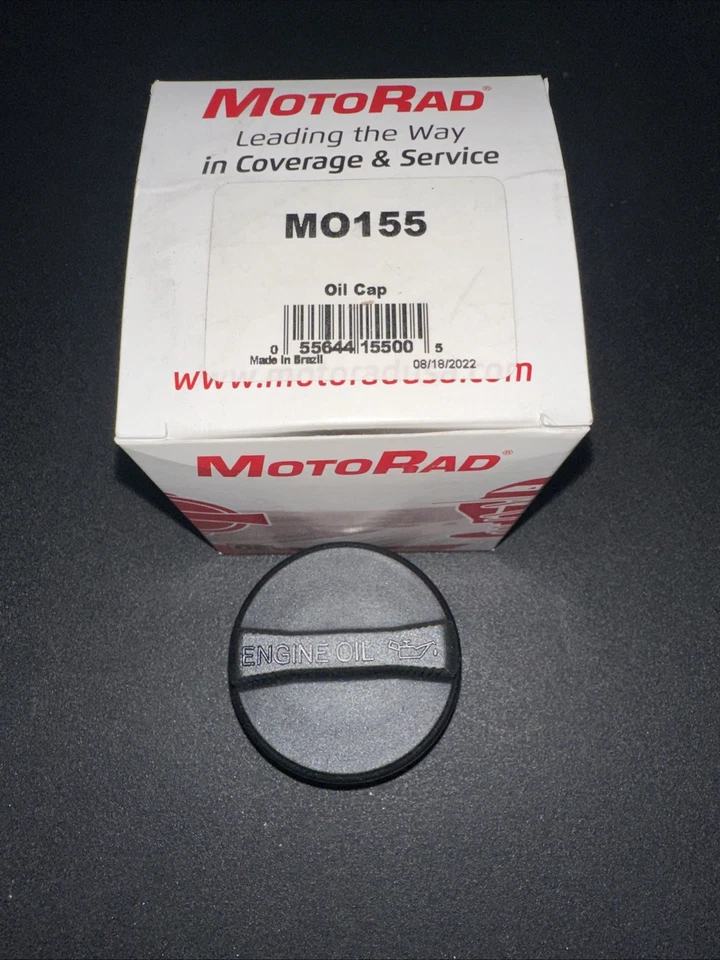 MOTORAD®
Leading the Way
in Coverage & Service
MO155
Oil Cap
0 55644 15500 5
Made In Brazil 08/18/2022
www.motoradusa.com
MOTORAD®
ENGINE OIL